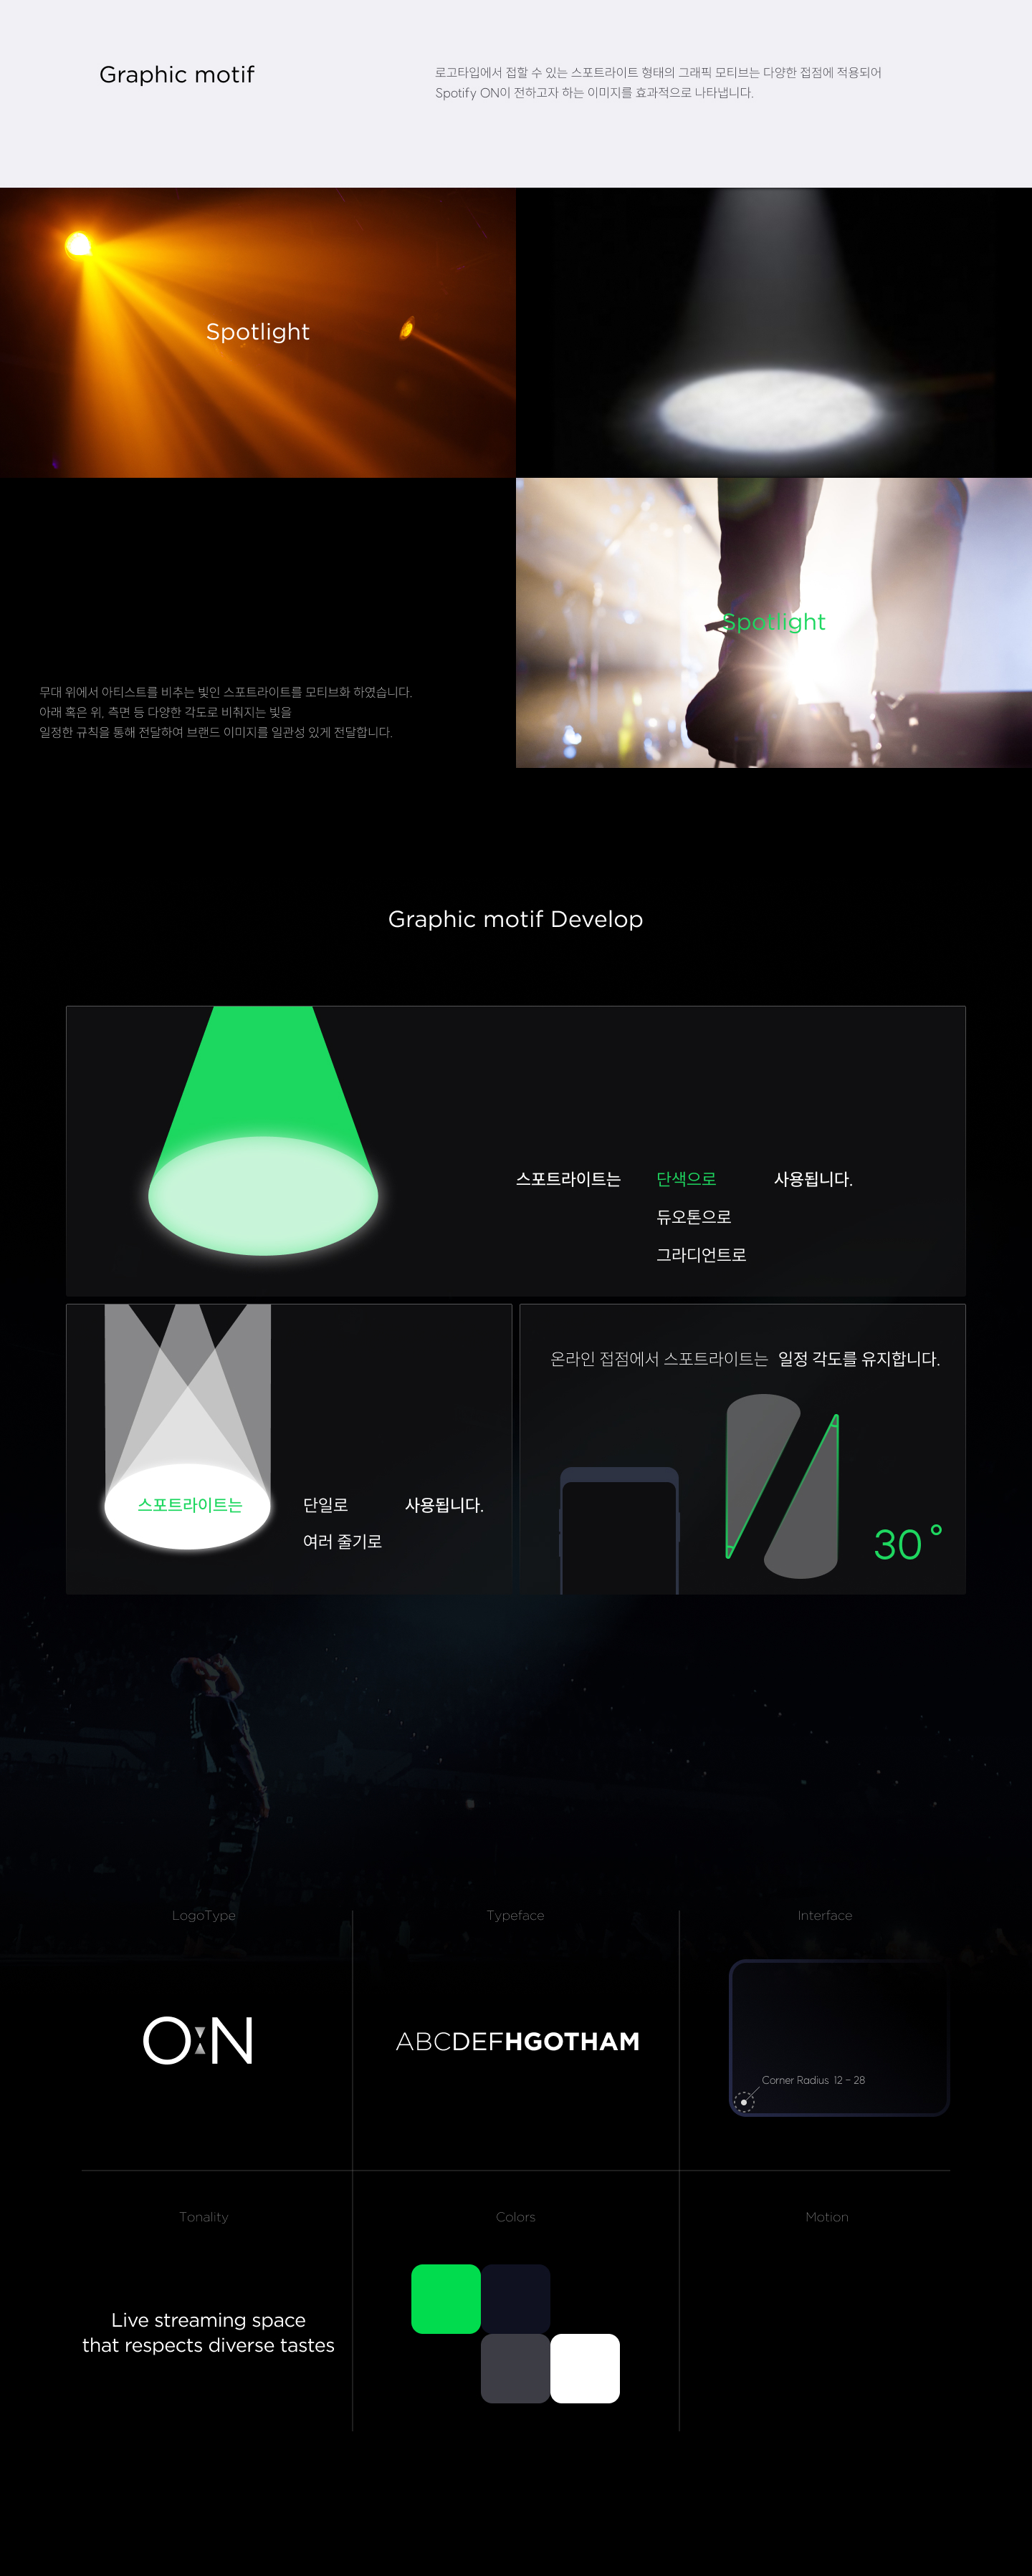 Graphic motif
로고타입에서 접할 수 있는 스포트라이트 형태의 그래픽 모티브는 다양한 접점에 적용되어
Spotify ON이 전하고자 하는 이미지를 효과적으로 나타냅니다.
Spotlight
Spotlight
무대 위에서 아티스트를 비추는 빛인 스포트라이트를 모티브화 하였습니다.
아래 혹은 위, 측면 등 다양한 각도로 비춰지는 빛을
일정한 규칙을 통해 전달하여 브랜드 이미지를 일관성 있게 전달합니다.
Graphic motif Develop
스포트라이트는 단색으로 사용됩니다.
듀오톤으로
그라디언트로
스포트라이트는 단일로 사용됩니다.
여러 줄기로
온라인 접점에서 스포트라이트는 일정 각도를 유지합니다.
30°
LogoType
Typeface
Interface
O:N
ABCDEFHGOTHAM
Corner Radius 12 - 28
Tonality
Colors
Motion
Live streaming space
that respects diverse tastes